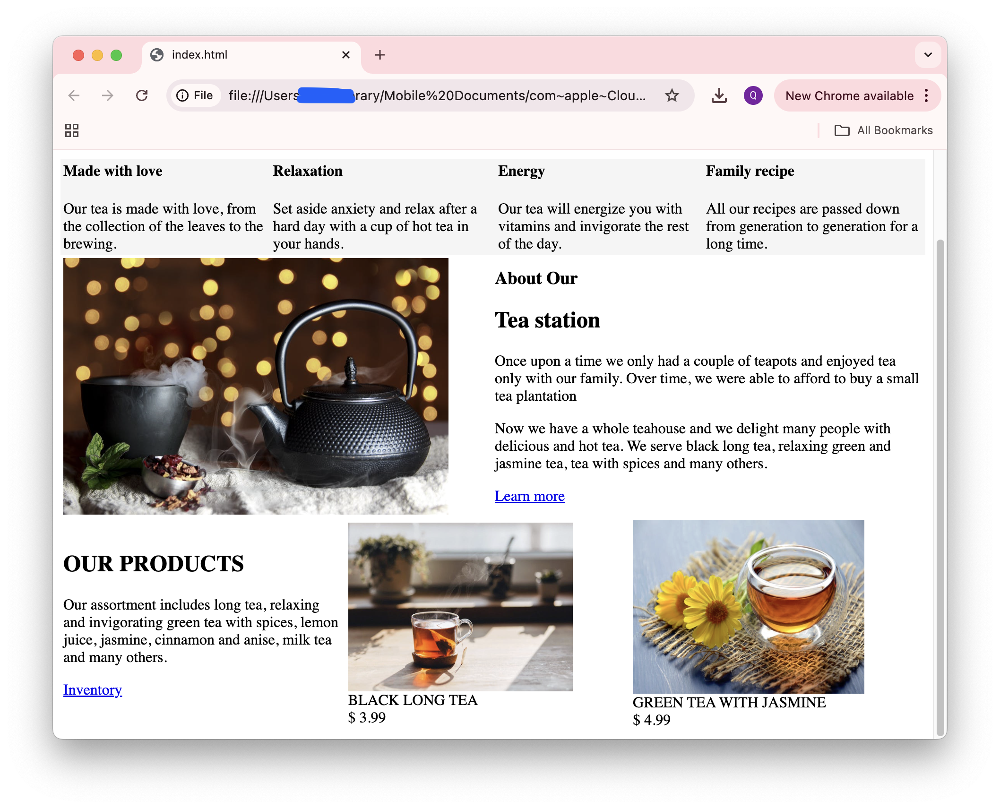 index.html
File
file:///Users rary/Mobile%20Documents/com~apple~Clou...
Q
New Chrome available
All Bookmarks
Made with love
Our tea is made with love, from
the collection of the leaves to the
brewing.
Relaxation
Set aside anxiety and relax after a
hard day with a cup of hot tea in
your hands.
Energy
Our tea will energize you with
vitamins and invigorate the rest
of the day.
Family recipe
All our recipes are passed down
from generation to generation for a
long time.
About Our
Tea station
Once upon a time we only had a couple of teapots and enjoyed tea
only with our family. Over time, we were able to afford to buy a small
tea plantation
Now we have a whole teahouse and we delight many people with
delicious and hot tea. We serve black long tea, relaxing green and
jasmine tea, tea with spices and many others.
Learn more
OUR PRODUCTS
Our assortment includes long tea, relaxing
and invigorating green tea with spices, lemon
juice, jasmine, cinnamon and anise, milk tea
and many others.
Inventory
BLACK LONG TEA
$ 3.99
GREEN TEA WITH JASMINE
$ 4.99